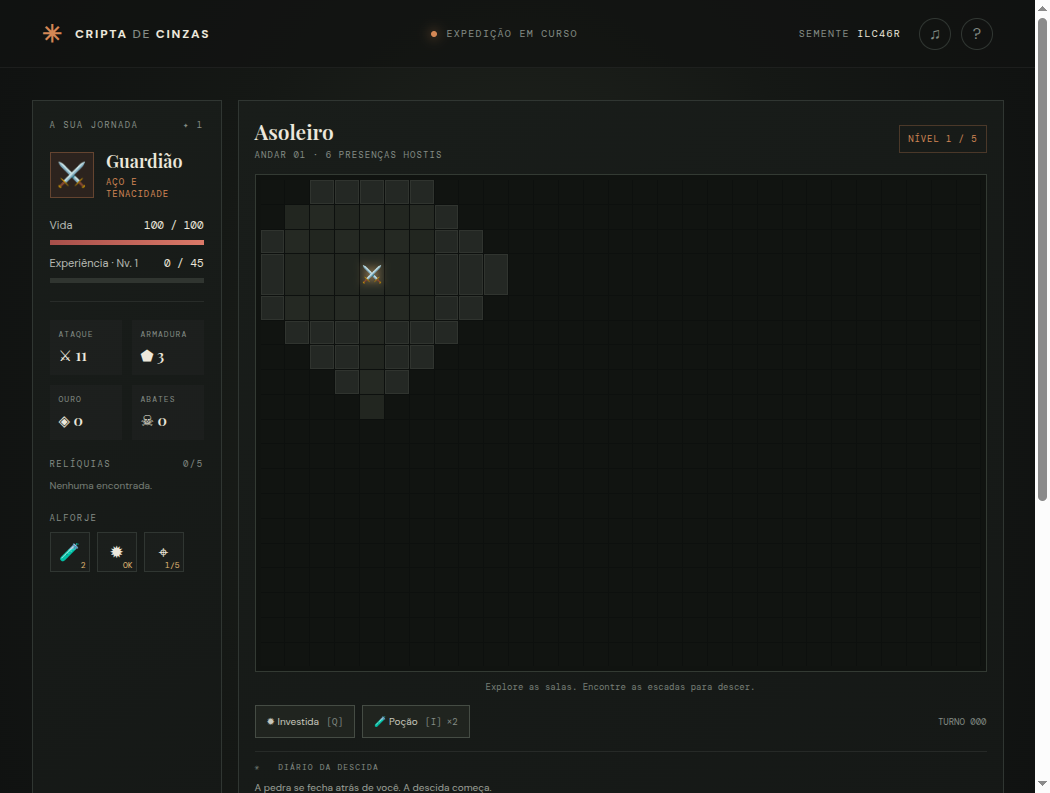 CRIPTA DE CINZAS
EXPEDIÇÃO EM CURSO
SEMENTE ILC46R
?
A SUA JORNADA
✦ 1
Guardião
AÇO E
TENACIDADE
Vida 100 / 100
Experiência · Nv. 1 0 / 45
ATAQUE
11
ARMADURA
3
OURO
0
ABATES
0
RELÍQUIAS 0/5
Nenhuma encontrada.
ALFORJE
2
OK
1/5
Asoleiro
ANDAR 01 · 6 PRESENÇAS HOSTIS
NÍVEL 1 / 5
Explore as salas. Encontre as escadas para descer.
Investida [Q]
Poção [I] ×2
TURNO 000
DIÁRIO DA DESCIDA
A pedra se fecha atrás de você. A descida começa.